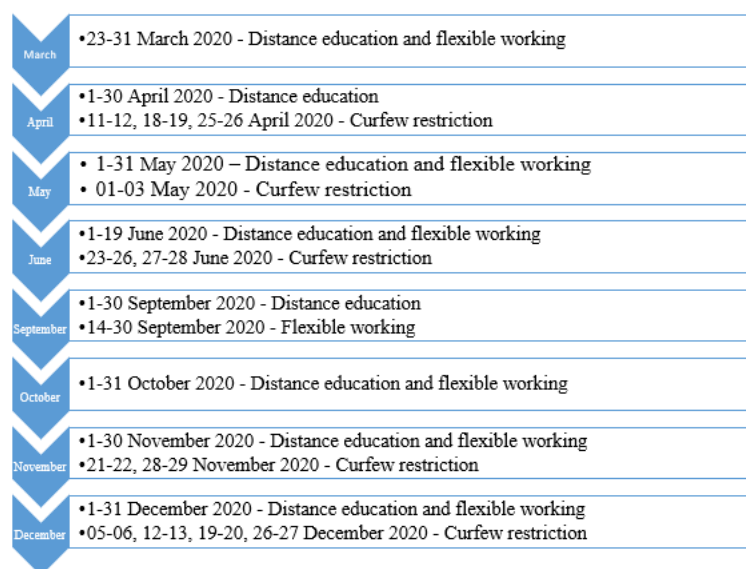 March
•23-31 March 2020 - Distance education and flexible working
April
•1-30 April 2020 - Distance education
•11-12, 18-19, 25-26 April 2020 - Curfew restriction
May
• 1-31 May 2020 – Distance education and flexible working
• 01-03 May 2020 - Curfew restriction
June
•1-19 June 2020 - Distance education and flexible working
•23-26, 27-28 June 2020 - Curfew restriction
September
•1-30 September 2020 - Distance education
•14-30 September 2020 - Flexible working
October
•1-31 October 2020 - Distance education and flexible working
November
•1-30 November 2020 - Distance education and flexible working
•21-22, 28-29 November 2020 - Curfew restriction
December
•1-31 December 2020 - Distance education and flexible working
•05-06, 12-13, 19-20, 26-27 December 2020 - Curfew restriction